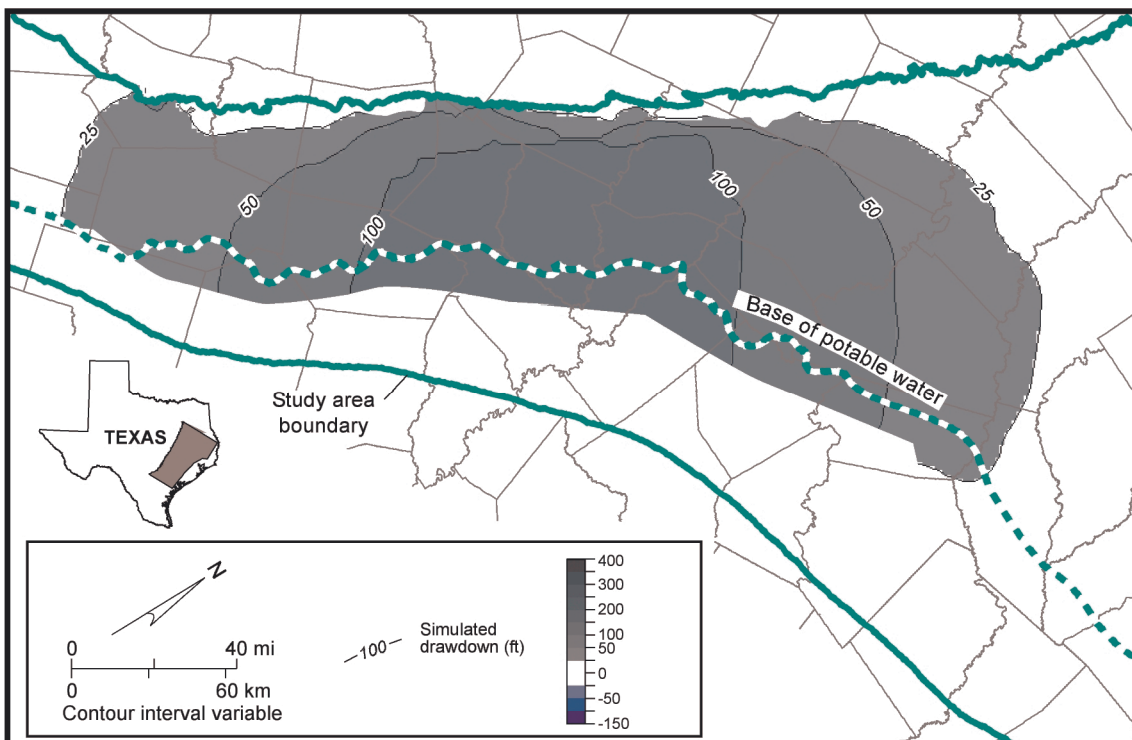 25
50
100
100
50
25
Base of potable water
Study area
boundary
TEXAS
N
0 40 mi
0 60 km
Contour interval variable
100
Simulated
drawdown (ft)
400
300
200
100
50
0
-50
-150